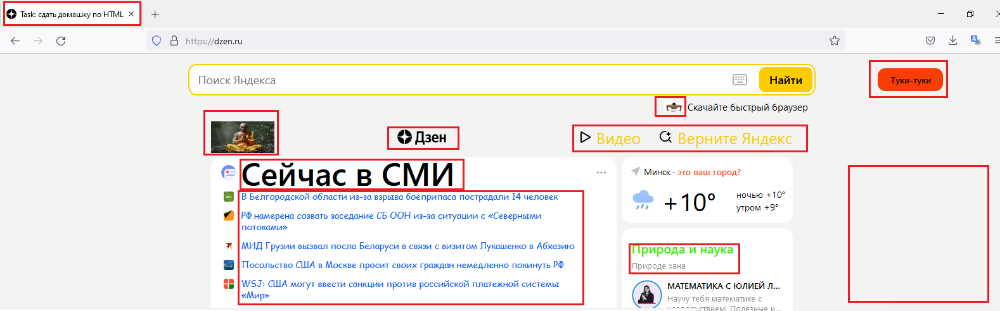 Task: сдать домашку по HTML
https://dzen.ru
Поиск Яндекса
Найти
Туки-туки
Скачайте быстрый браузер
Дзен
Видео
Верните Яндекс
Сейчас в СМИ
В Белгородской области из-за взрыва боеприпаса пострадали 14 человек
РФ намерена созвать заседание СБ ООН из-за ситуации с «Северными
потоками»
МИД Грузии вызвал посла Беларуси в связи с визитом Лукашенко в Абхазию
Посольство США в Москве просит своих граждан немедленно покинуть РФ
WSJ: США могут ввести санкции против российской платежной системы
«Мир»
Минск · это ваш город?
+10°
ночью +10°
утром +9°
Природа и наука
Природе хана
МАТЕМАТИКА С ЮЛИЕЙ Л...
Научу тебя математике с
удовольствием! Полезные и...